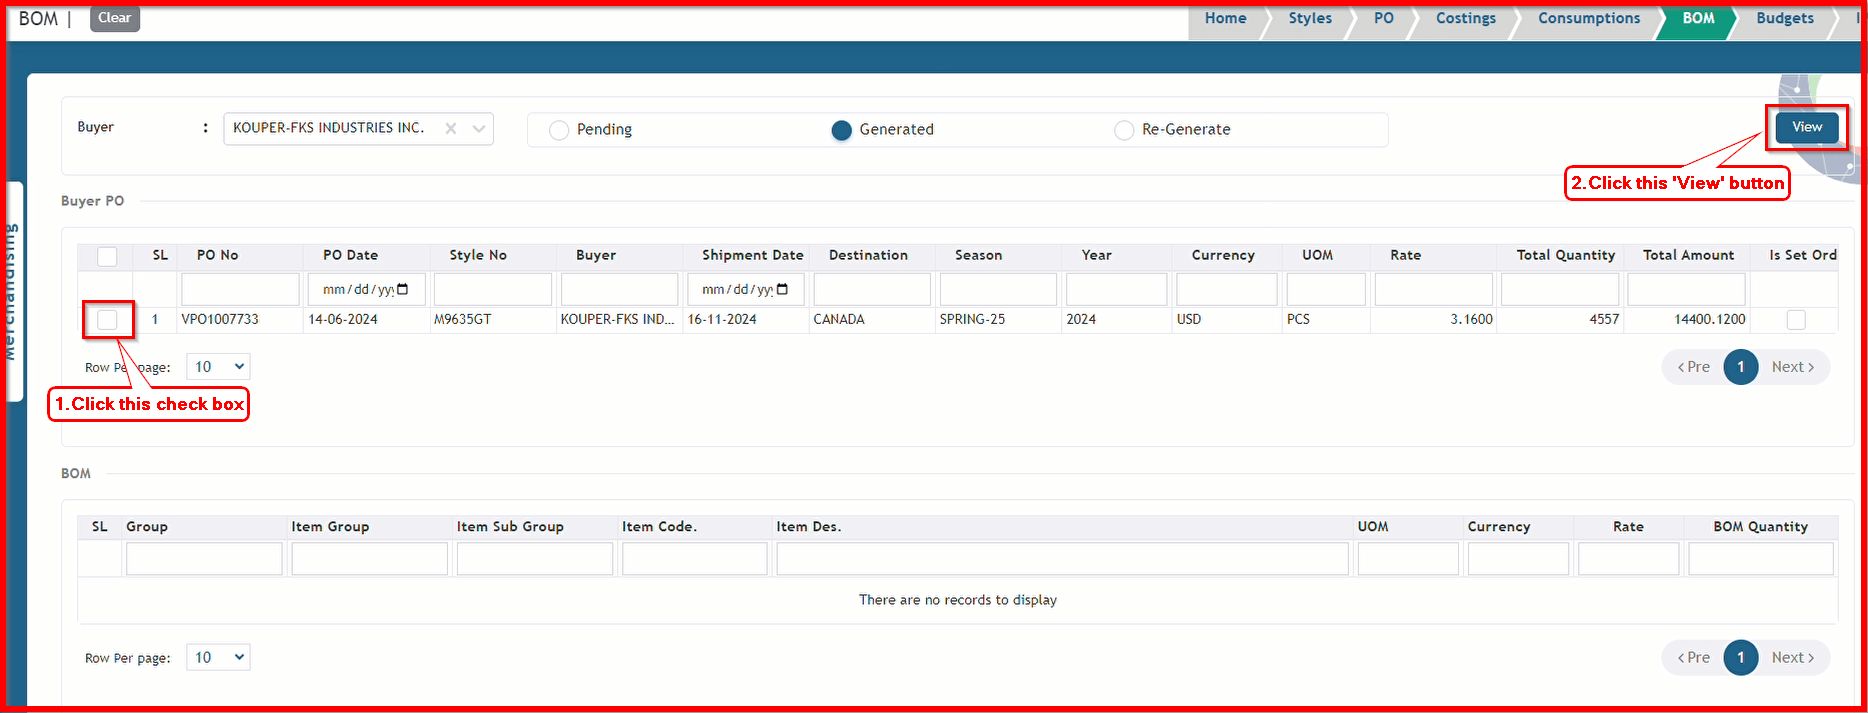 BOM | Clear Home Styles PO Costings Consumptions BOM Budgets
Buyer : KOUPER-FKS INDUSTRIES INC. Pending Generated Re-Generate View
2.Click this 'View' button
Buyer PO
Merchandising
SL PO No PO Date Style No Buyer Shipment Date Destination Season Year Currency UOM Rate Total Quantity Total Amount Is Set Ord
mm/dd/yy mm/dd/yy
1 VPO1007733 14-06-2024 M9635GT KOUPER-FKS IND... 16-11-2024 CANADA SPRING-25 2024 USD PCS 3.1600 4557 14400.1200
Row Pe page: 10 < Pre 1 Next >
1.Click this check box
BOM
SL Group Item Group Item Sub Group Item Code. Item Des. UOM Currency Rate BOM Quantity
There are no records to display
Row Per page: 10 < Pre 1 Next >